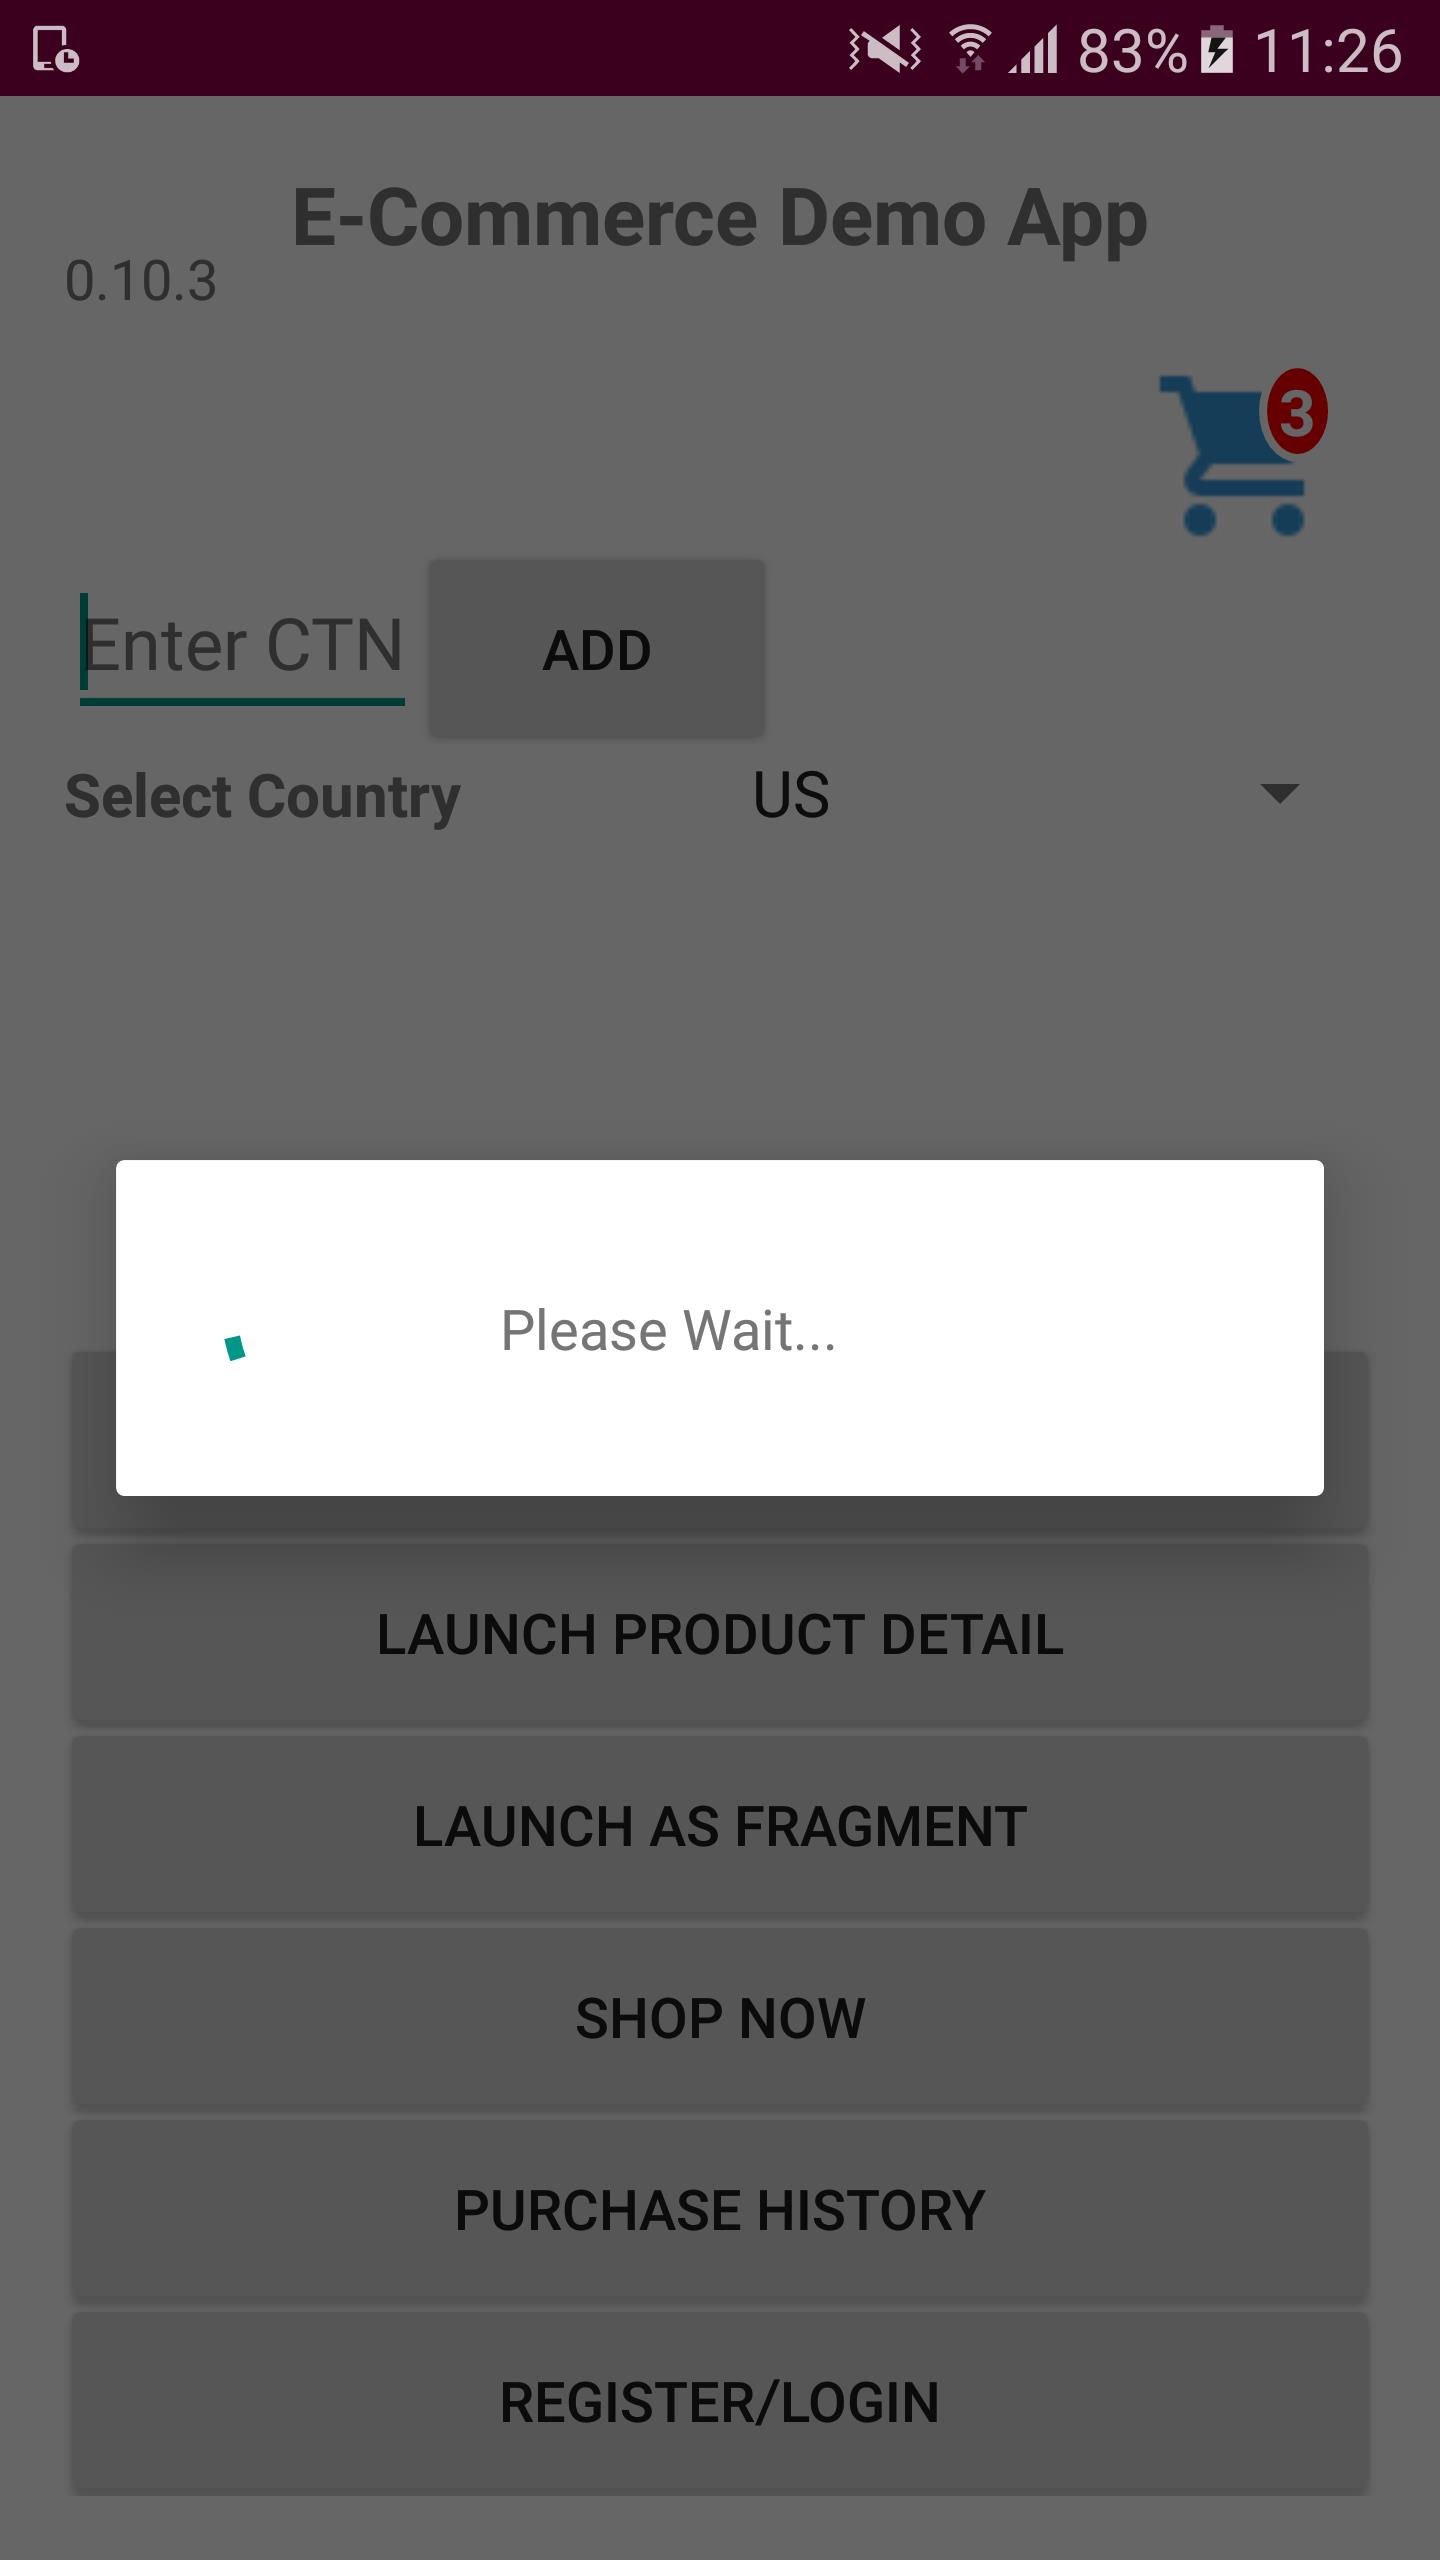 83% 11:26
E-Commerce Demo App
0.10.3
3
Enter CTN
ADD
Select Country US
Please Wait...
LAUNCH PRODUCT DETAIL
LAUNCH AS FRAGMENT
SHOP NOW
PURCHASE HISTORY
REGISTER/LOGIN